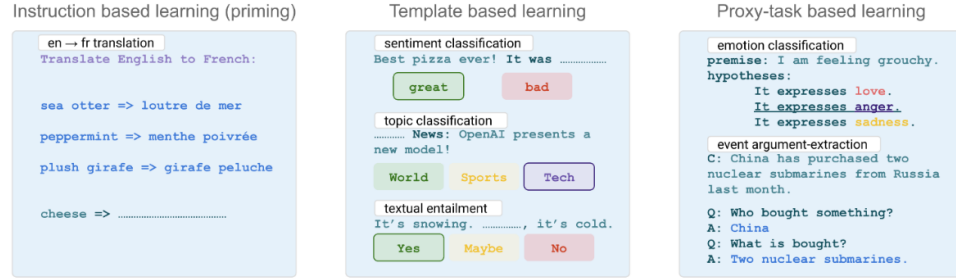 Instruction based learning (priming)
en → fr translation
Translate English to French:
sea otter => loutre de mer
peppermint => menthe poivrée
plush girafe => girafe peluche
cheese => ......................................
Template based learning
sentiment classification
Best pizza ever! It was .................
great
bad
topic classification
............ News: OpenAI presents a
new model!
World
Sports
Tech
textual entailment
It's snowing. ............, it's cold.
Yes
Maybe
No
Proxy-task based learning
emotion classification
premise: I am feeling grouchy.
hypotheses:
It expresses love.
It expresses anger.
It expresses sadness.
event argument-extraction
C: China has purchased two
nuclear submarines from Russia
last month.
Q: Who bought something?
A: China
Q: What is bought?
A: Two nuclear submarines.